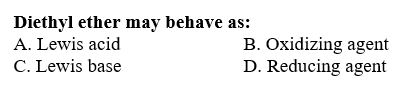 Diethyl ether may behave as:
A. Lewis acid B. Oxidizing agent
C. Lewis base D. Reducing agent